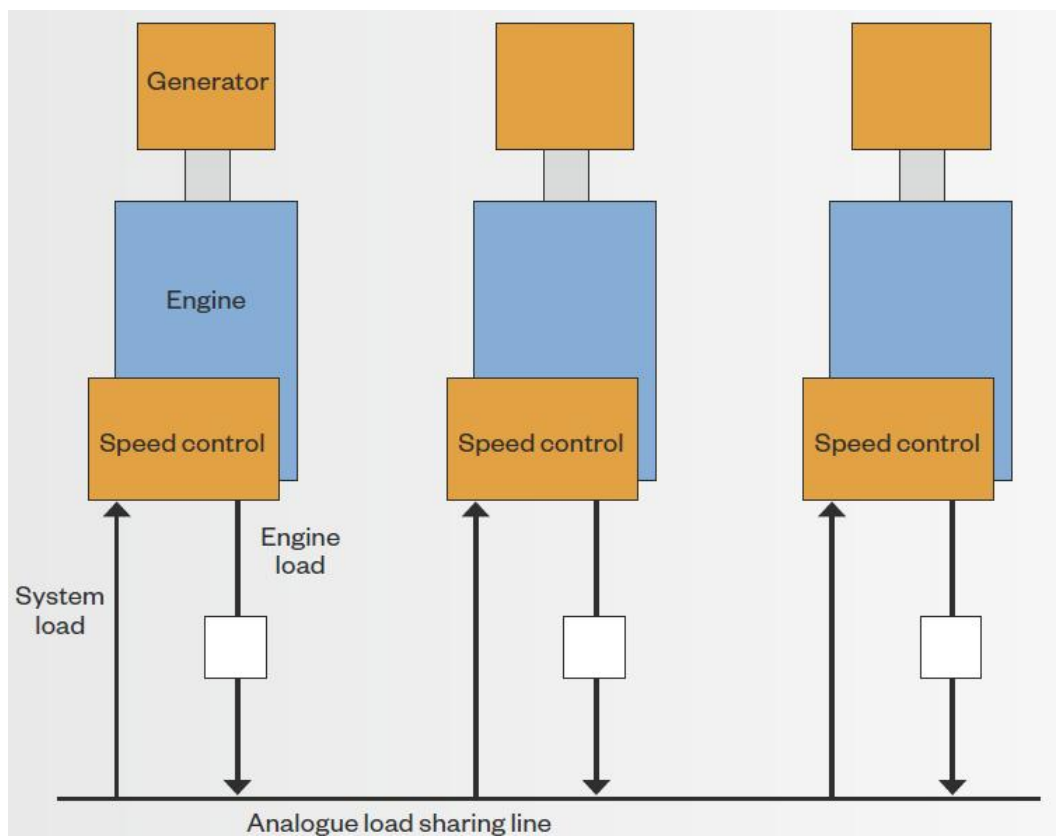 Generator
Engine
Speed control
Speed control
Speed control
Engine
load
System
load
Analogue load sharing line